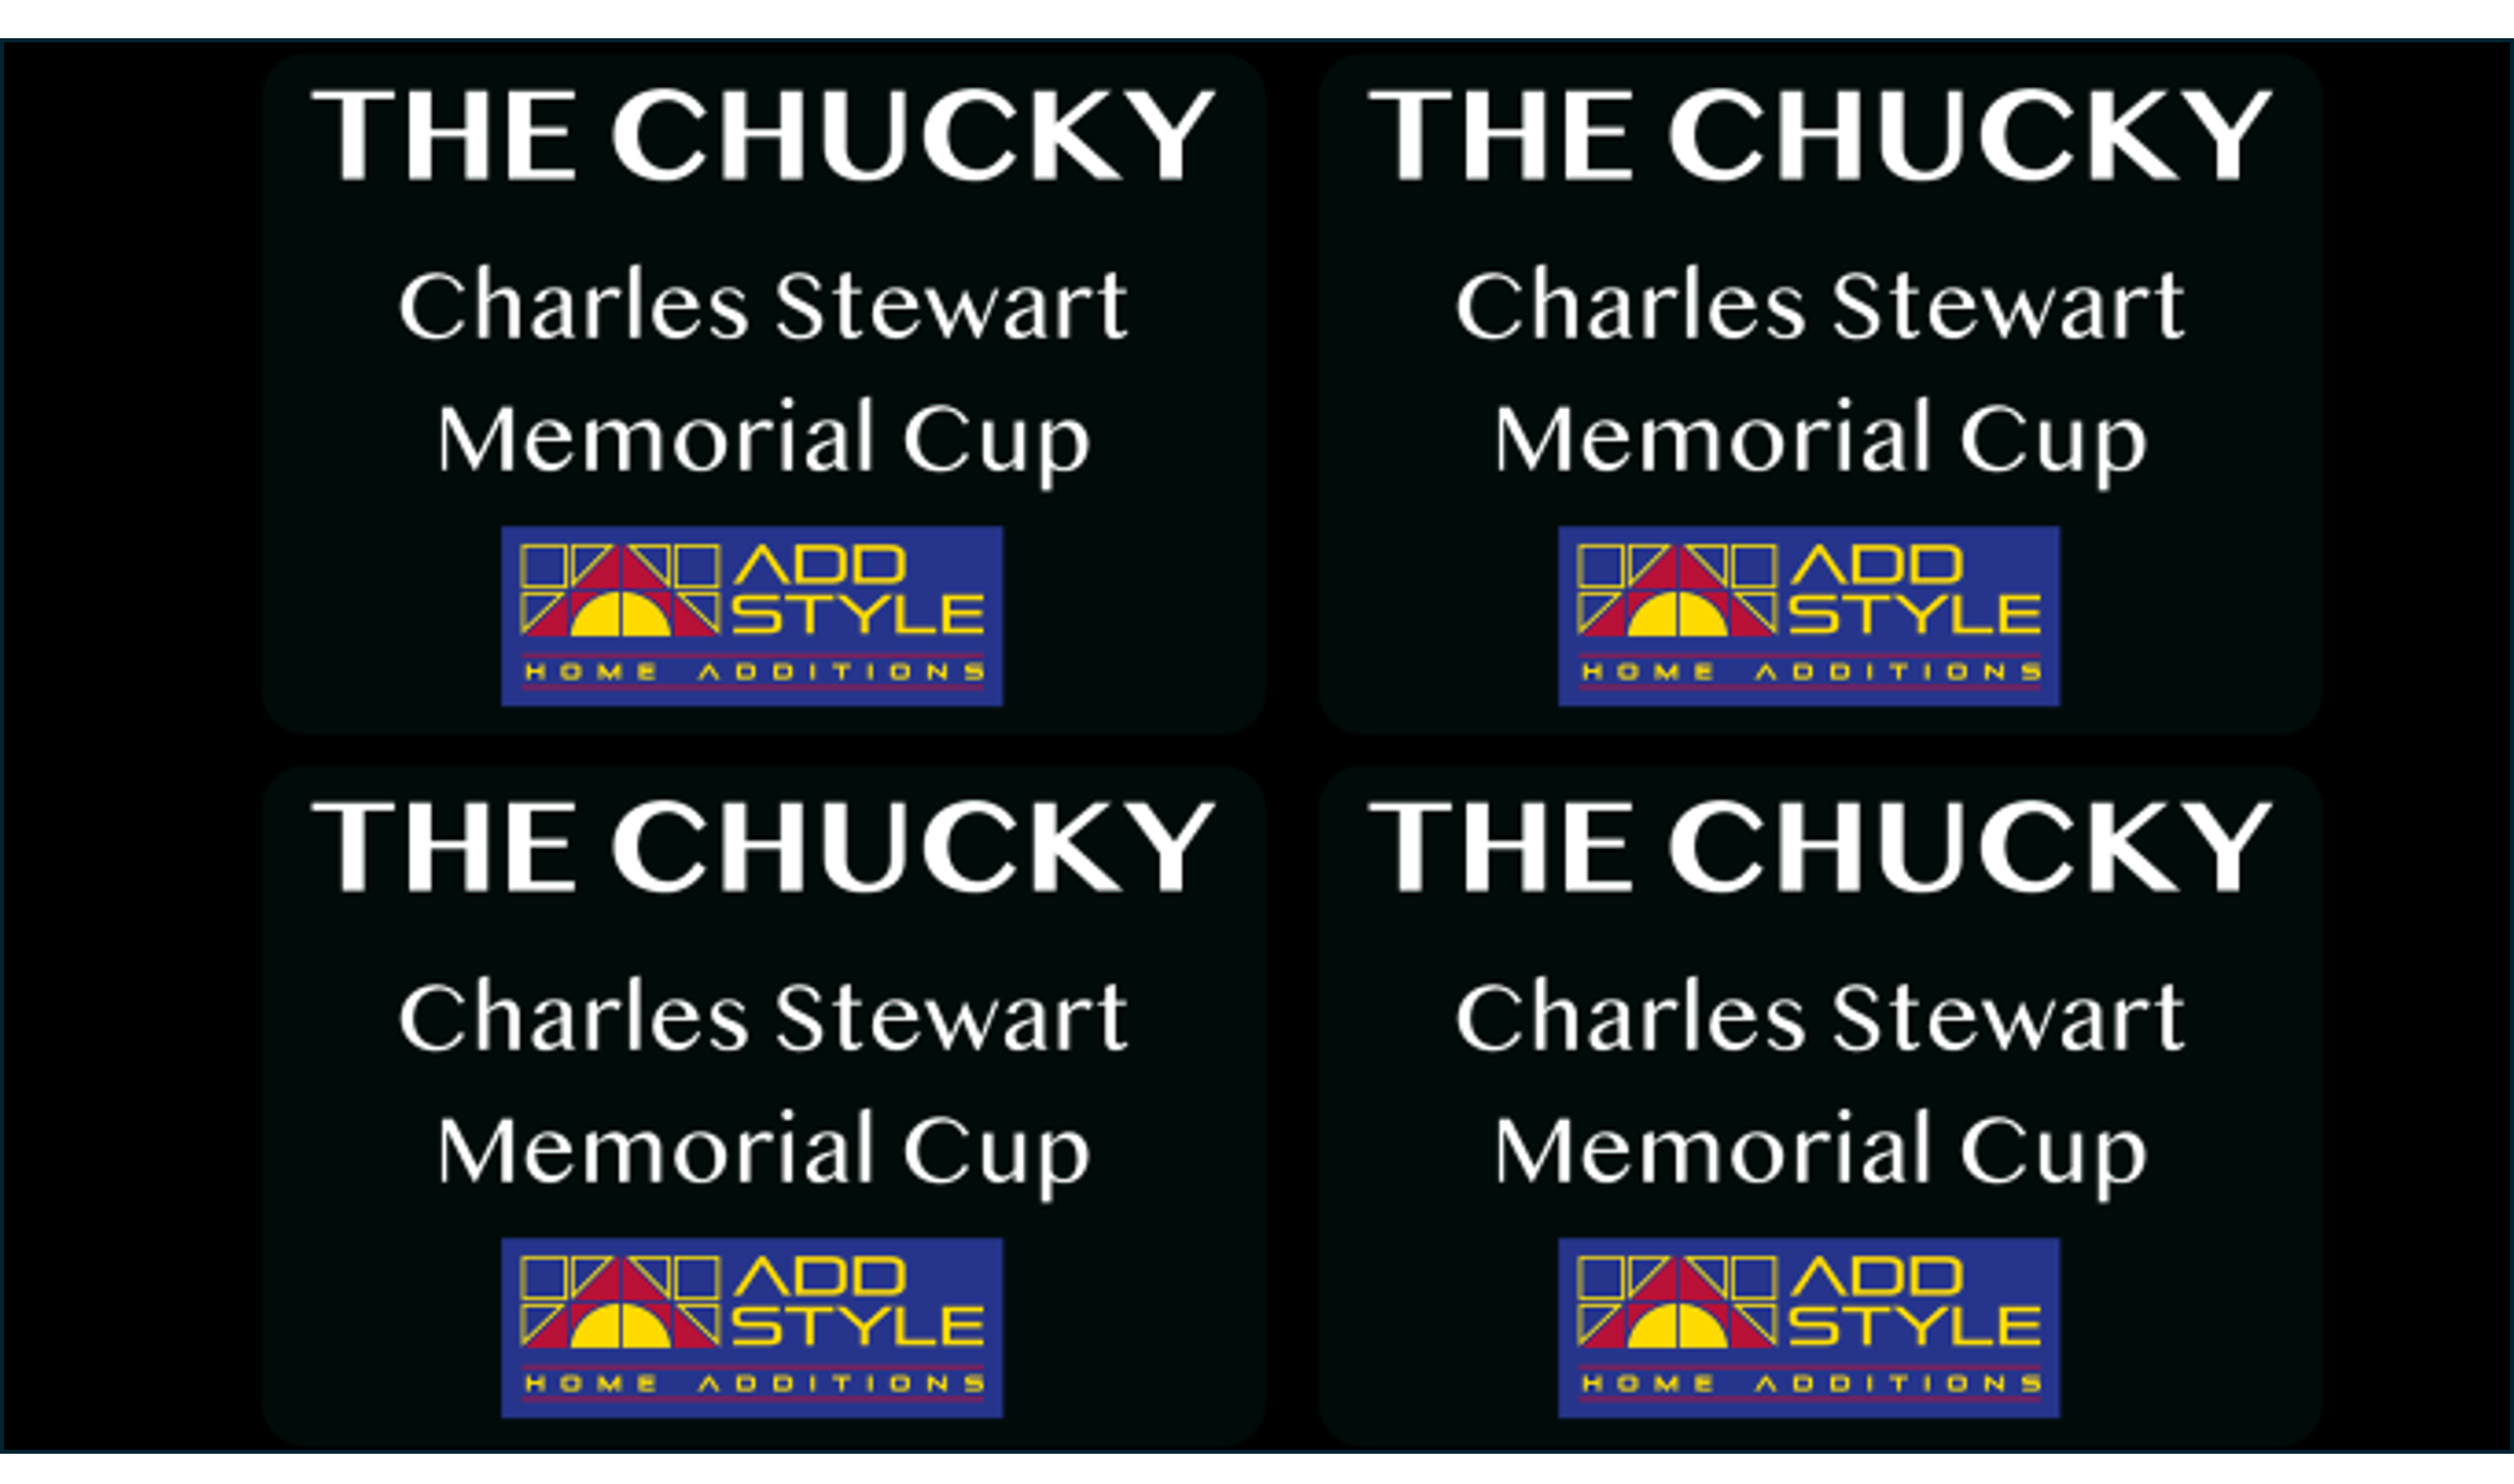 THE CHUCKY
Charles Stewart
Memorial Cup
ADD
STYLE
HOME ADDITIONS
THE CHUCKY
Charles Stewart
Memorial Cup
ADD
STYLE
HOME ADDITIONS
THE CHUCKY
Charles Stewart
Memorial Cup
ADD
STYLE
HOME ADDITIONS
THE CHUCKY
Charles Stewart
Memorial Cup
ADD
STYLE
HOME ADDITIONS